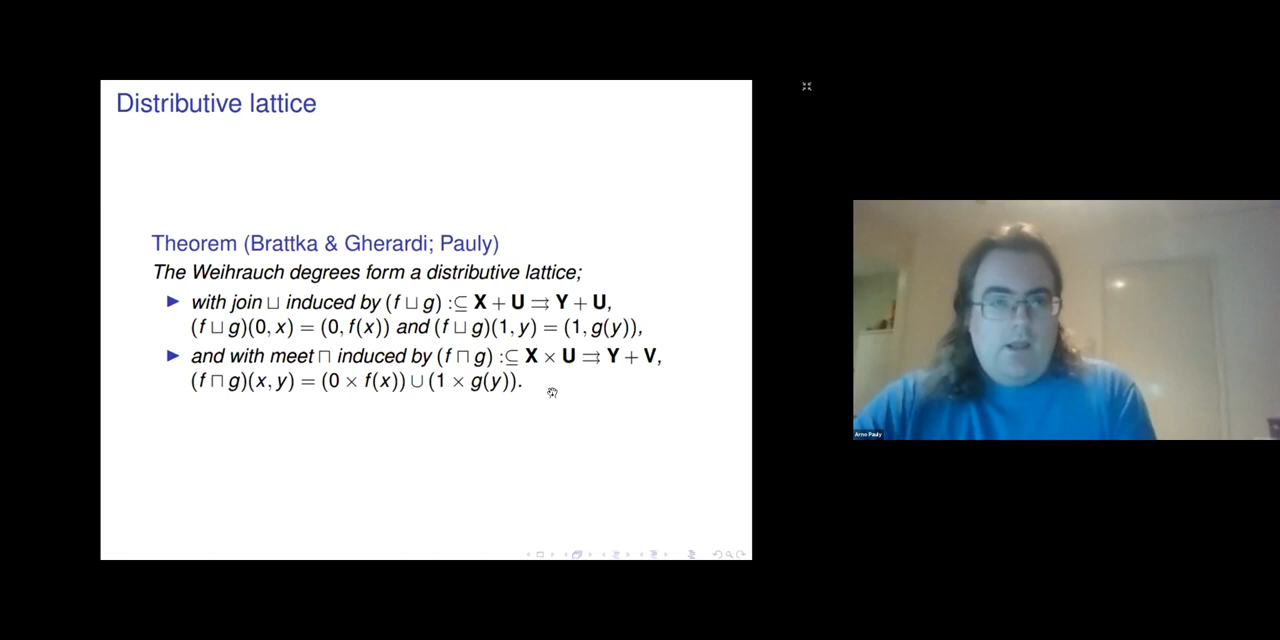 Distributive lattice
Theorem (Brattka & Gherardi; Pauly)
The Weihrauch degrees form a distributive lattice;
▶ with join ⊔ induced by (f ⊔ g) :⊆ X + U ⇉ Y + U,
(f ⊔ g)(0, x) = (0, f(x)) and (f ⊔ g)(1, y) = (1, g(y)),
▶ and with meet ⊓ induced by (f ⊓ g) :⊆ X × U ⇉ Y + V,
(f ⊓ g)(x, y) = (0 × f(x)) ∪ (1 × g(y)).
Arno Pauly